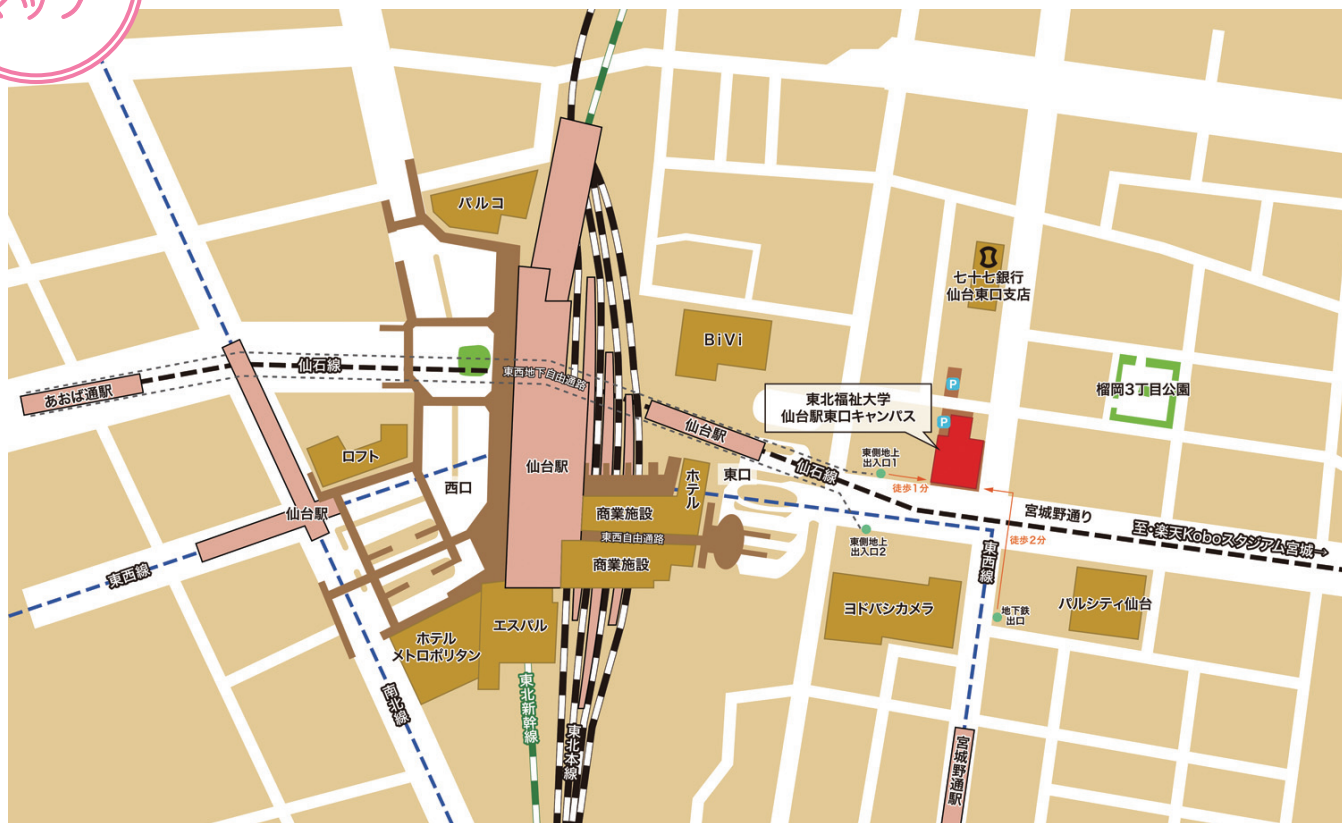 マップ
パルコ
七十七銀行
仙台東口支店
BiVi
仙石線
東西地下自由通路
あおば通駅
榴岡3丁目公園
P
東北福祉大学
仙台駅東口キャンパス
P
仙台駅
ロフト
仙台駅
ホテル
東口
仙石線
東側地上
出入口1
徒歩1分
西口
仙台駅
商業施設
宮城野通り
至・楽天Koboスタジアム宮城→
東西自由通路
東側地上
出入口2
徒歩2分
東西線
商業施設
東西線
ヨドバシカメラ
地下鉄
出口
パルシティ仙台
エスパル
ホテル
メトロポリタン
南北線
東北新幹線
東北本線
宮城野通駅